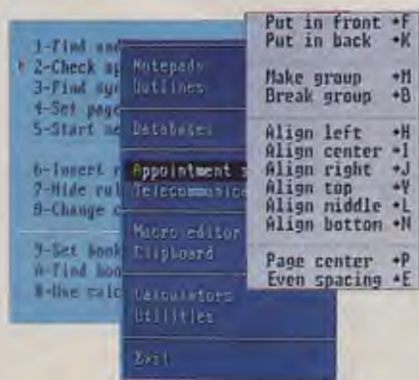 1-Find and
2-Check sp
3-Find syn
4-Set page
5-Start ne
6-Insert r
7-Hide rul
8-Change c
9-Set book
A-Find boo
B-Use calc
Notepads
Outlines
Databases
Appointment s
Telecommunica
Macro editor
Clipboard
Calculators
Utilities
Exit
Put in front ◆F
Put in back ◆K
Make group ◆M
Break group ◆B
Align left ◆H
Align center ◆I
Align right ◆J
Align top ◆Y
Align middle ◆L
Align bottom ◆N
Page center ◆P
Even spacing ◆E